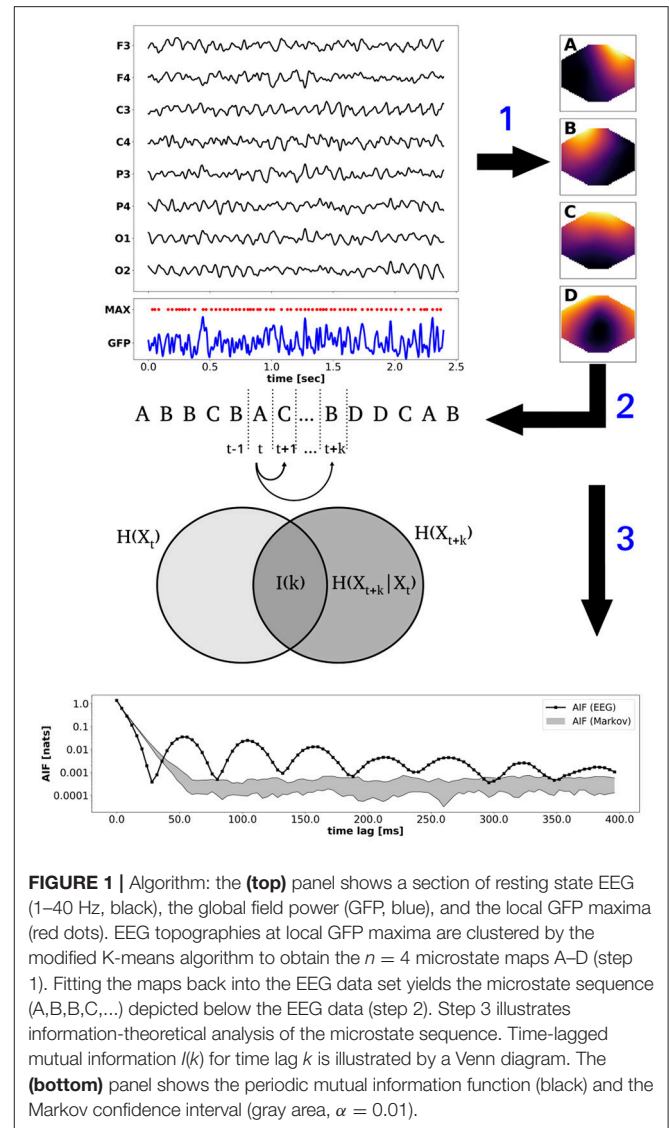 F3
F4
C3
C4
P3
P4
O1
O2
MAX
GFP
0.0 0.5 1.0 1.5 2.0 2.5
time [sec]
1
A
B
C
D
2
A B B C B A C ... B D D C A B
t-1 t t+1 ... t+k
3
H(Xt) H(Xt+k)
I(k) H(Xt+k|Xt)
AIF [nats]
1.0
0.1
0.01
0.001
0.0001
AIF (EEG)
AIF (Markov)
0.0 50.0 100.0 150.0 200.0 250.0 300.0 350.0 400.0
time lag [ms]
FIGURE 1 | Algorithm: the (top) panel shows a section of resting state EEG
(1–40 Hz, black), the global field power (GFP, blue), and the local GFP maxima
(red dots). EEG topographies at local GFP maxima are clustered by the
modified K-means algorithm to obtain the n = 4 microstate maps A–D (step
1). Fitting the maps back into the EEG data set yields the microstate sequence
(A,B,B,C,...) depicted below the EEG data (step 2). Step 3 illustrates
information-theoretical analysis of the microstate sequence. Time-lagged
mutual information I(k) for time lag k is illustrated by a Venn diagram. The
(bottom) panel shows the periodic mutual information function (black) and the
Markov confidence interval (gray area, α = 0.01).